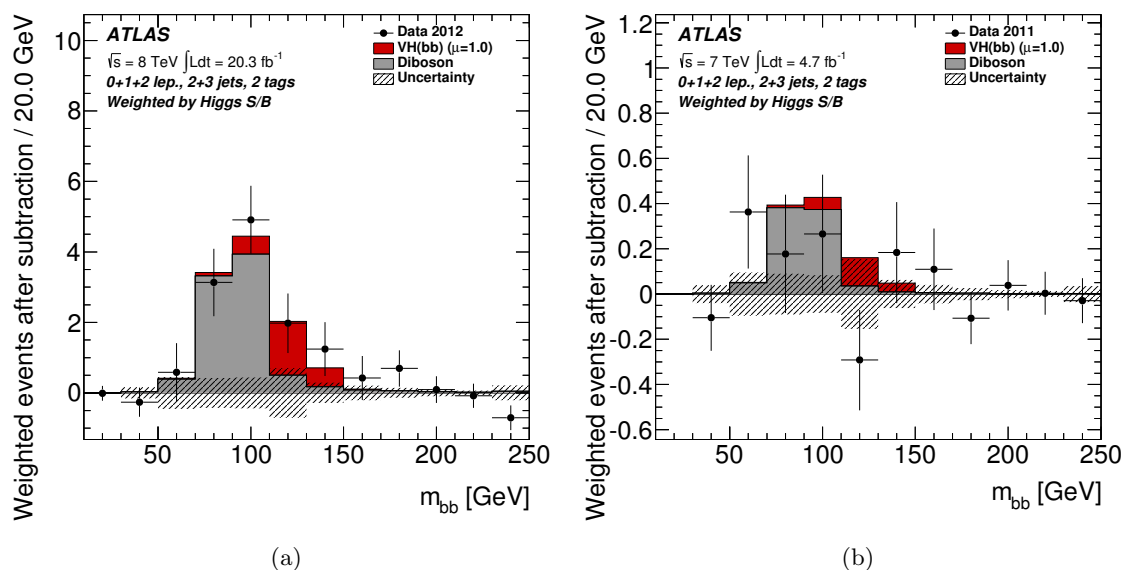 Weighted events after subtraction / 20.0 GeV
10
8
6
4
2
0
ATLAS
√s = 8 TeV ∫Ldt = 20.3 fb⁻¹
0+1+2 lep., 2+3 jets, 2 tags
Weighted by Higgs S/B
Data 2012
VH(bb) (μ=1.0)
Diboson
Uncertainty
50 100 150 200 250
m_bb [GeV]
(a)
Weighted events after subtraction / 20.0 GeV
1.2
1
0.8
0.6
0.4
0.2
0
-0.2
-0.4
-0.6
ATLAS
√s = 7 TeV ∫Ldt = 4.7 fb⁻¹
0+1+2 lep., 2+3 jets, 2 tags
Weighted by Higgs S/B
Data 2011
VH(bb) (μ=1.0)
Diboson
Uncertainty
50 100 150 200 250
m_bb [GeV]
(b)